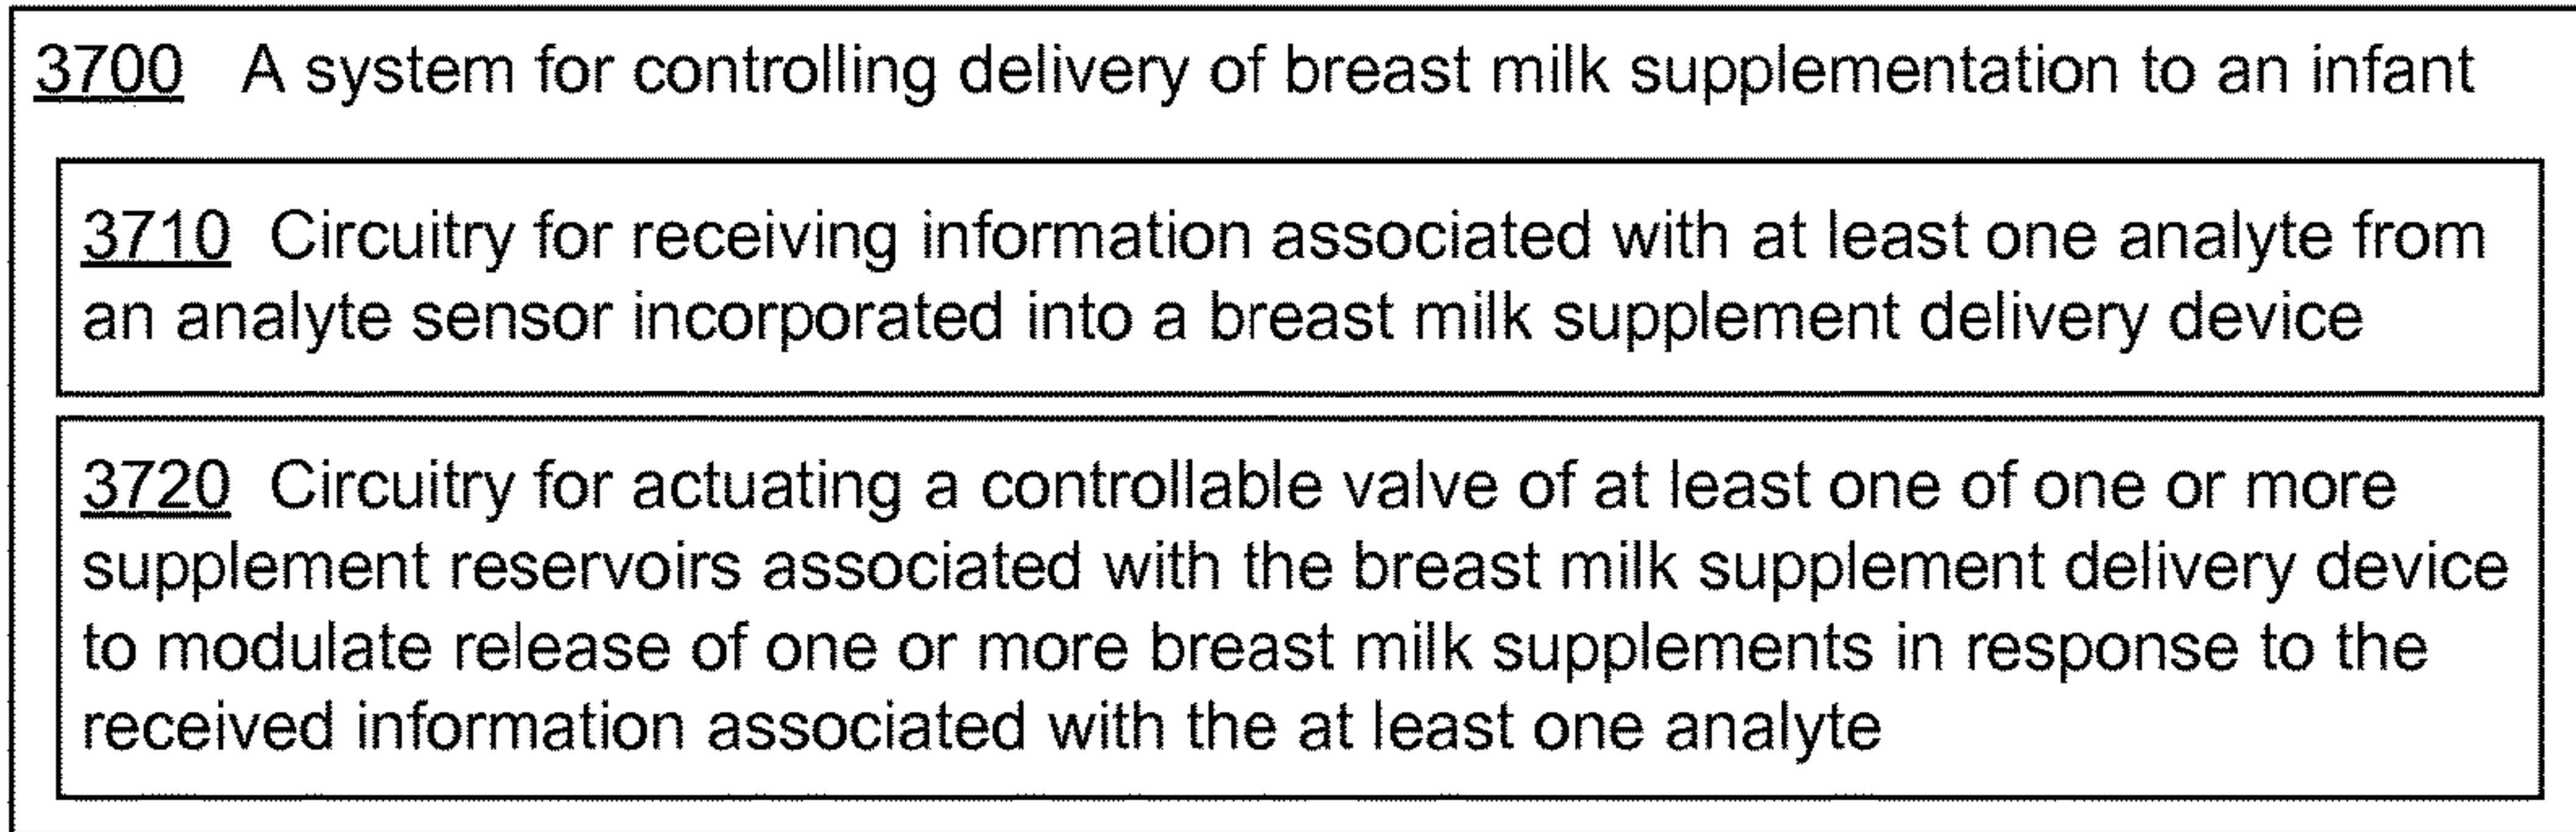 3700 A system for controlling delivery of breast milk supplementation to an infant
3710 Circuitry for receiving information associated with at least one analyte from
an analyte sensor incorporated into a breast milk supplement delivery device
3720 Circuitry for actuating a controllable valve of at least one of one or more
supplement reservoirs associated with the breast milk supplement delivery device
to modulate release of one or more breast milk supplements in response to the
received information associated with the at least one analyte